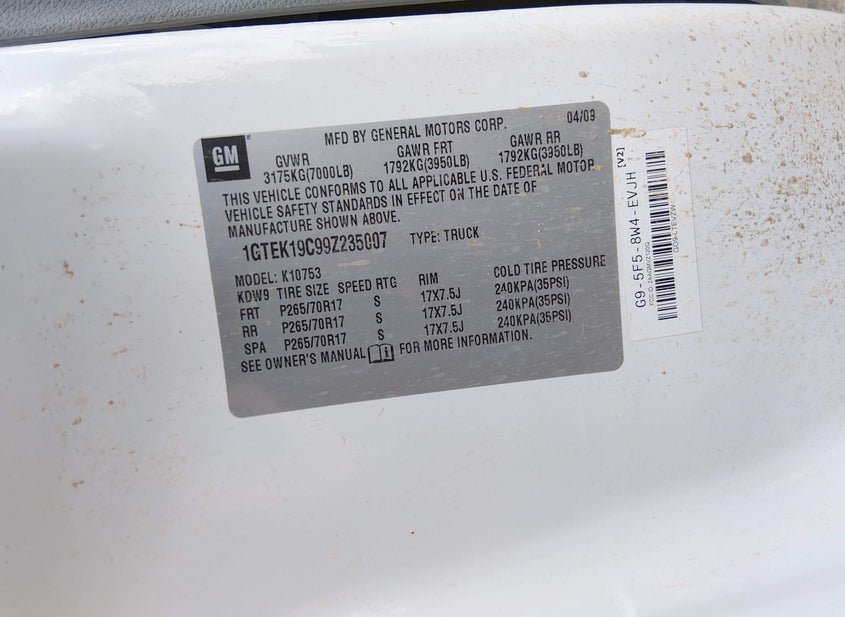 GM
MFD BY GENERAL MOTORS CORP. 04/09
GVWR GAWR FRT GAWR RR
3175KG(7000LB) 1792KG(3950LB) 1792KG(3950LB)
THIS VEHICLE CONFORMS TO ALL APPLICABLE U.S. FEDERAL MOTOR
VEHICLE SAFETY STANDARDS IN EFFECT ON THE DATE OF
MANUFACTURE SHOWN ABOVE.
1GTEK19C99Z235007 TYPE: TRUCK
MODEL: K10753
KDW9 TIRE SIZE SPEED RTG RIM COLD TIRE PRESSURE
FRT P265/70R17 S 17X7.5J 240KPA(35PSI)
RR P265/70R17 S 17X7.5J 240KPA(35PSI)
SPA P265/70R17 S 17X7.5J 240KPA(35PSI)
SEE OWNER'S MANUAL FOR MORE INFORMATION.
G9-5F5-8W4-EVJH [V2]
FCC ID: